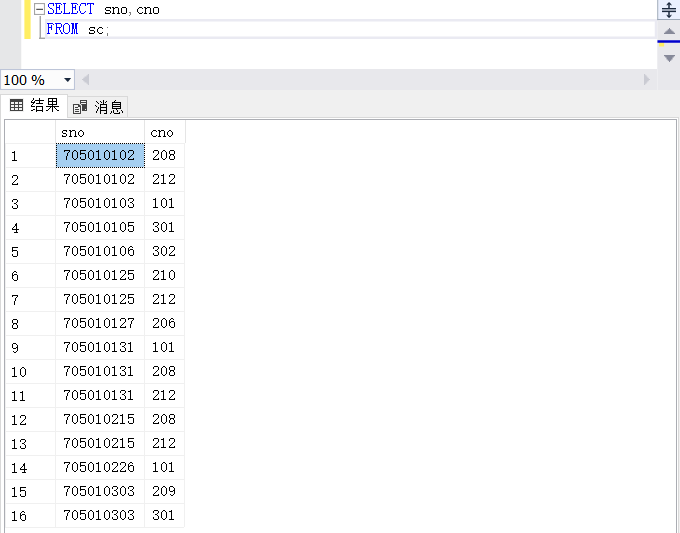 SELECT sno,cno
FROM sc;
100 %
结果 消息
sno cno
1 705010102 208
2 705010102 212
3 705010103 101
4 705010105 301
5 705010106 302
6 705010125 210
7 705010125 212
8 705010127 206
9 705010131 101
10 705010131 208
11 705010131 212
12 705010215 208
13 705010215 212
14 705010226 101
15 705010303 209
16 705010303 301